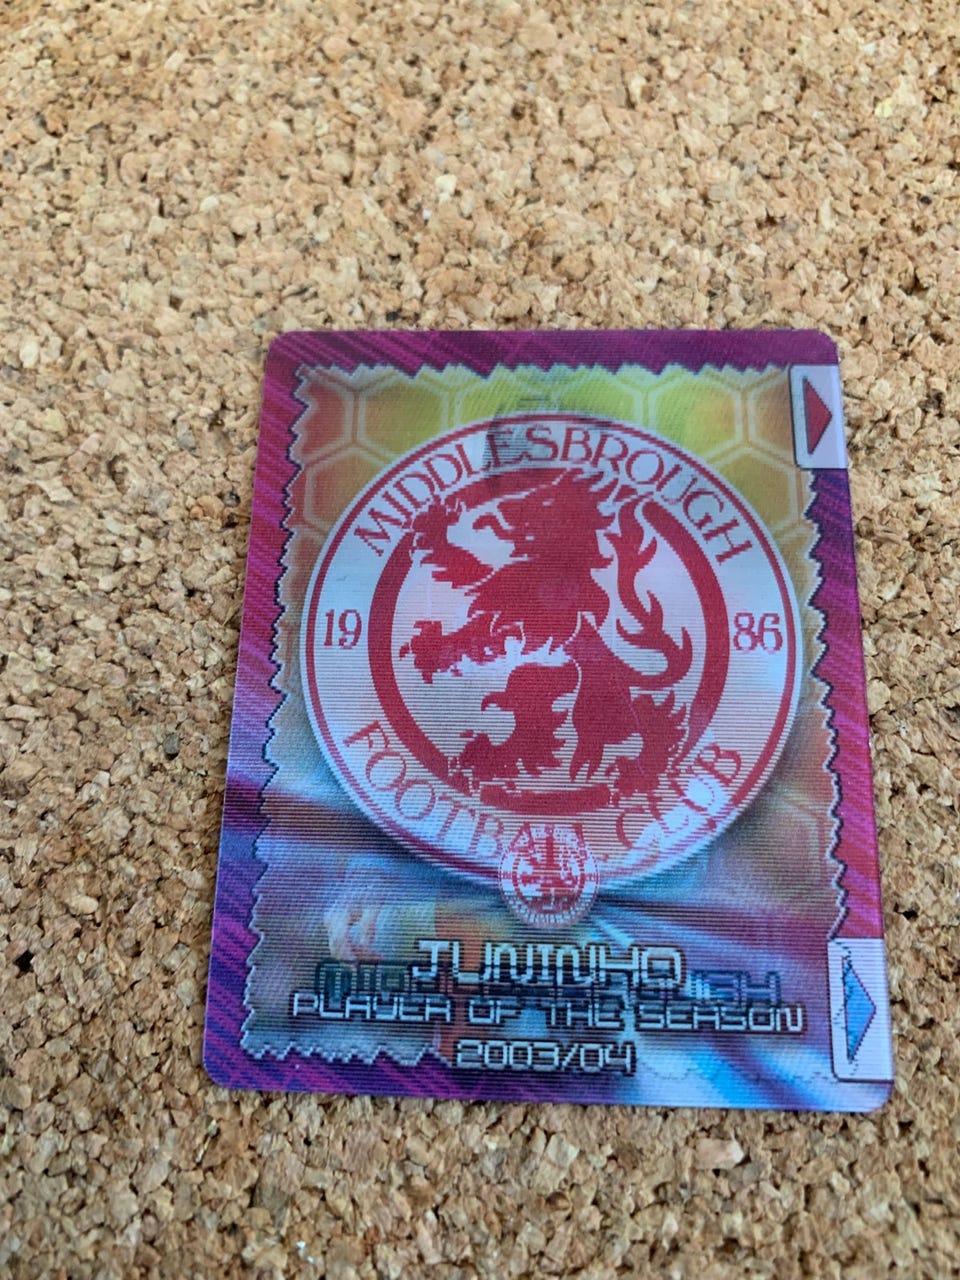 MIDDLESBROUGH
19 86
FOOTBALL CLUB
JUNINHO
PLAYER OF THE SEASON
2003/04